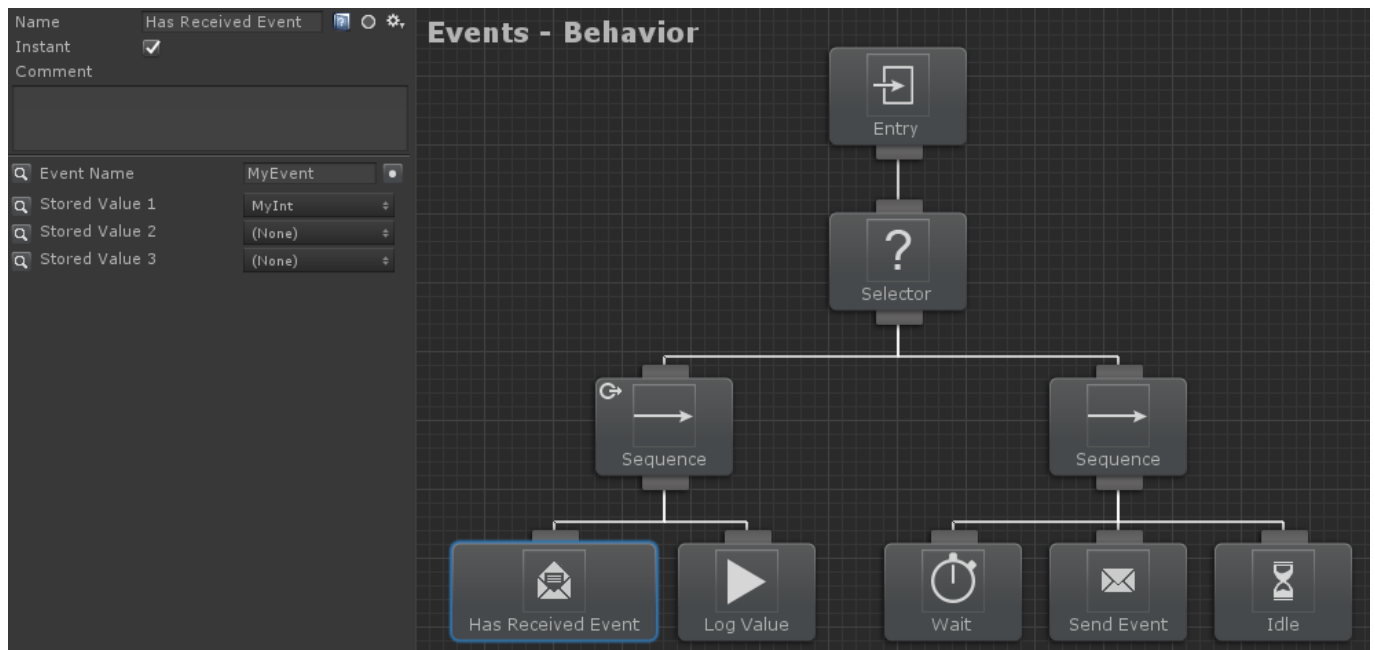 Name Has Received Event
Instant
Comment
Event Name MyEvent
Stored Value 1 MyInt
Stored Value 2 (None)
Stored Value 3 (None)
Events - Behavior
Entry
?
Selector
Sequence Sequence
Has Received Event Log Value Wait Send Event Idle